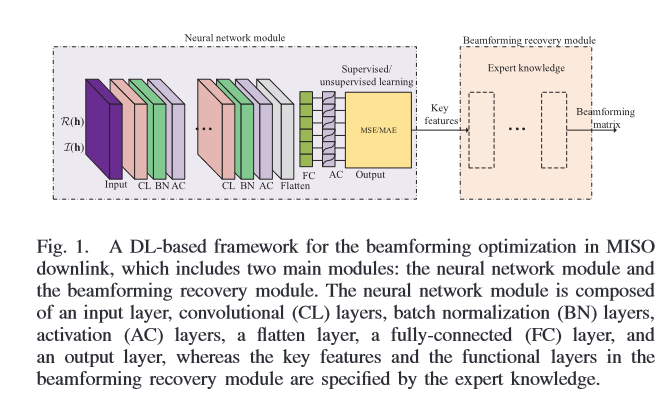 Neural network module
Beamforming recovery module
Supervised/
unsupervised learning
Expert knowledge
R(h)
I(h)
...
MSE/MAE
Key
features
...
Beamforming
matrix
Input CL BN AC
CL BN AC Flatten
FC AC Output
Fig. 1. A DL-based framework for the beamforming optimization in MISO
downlink, which includes two main modules: the neural network module and
the beamforming recovery module. The neural network module is composed
of an input layer, convolutional (CL) layers, batch normalization (BN) layers,
activation (AC) layers, a flatten layer, a fully-connected (FC) layer, and
an output layer, whereas the key features and the functional layers in the
beamforming recovery module are specified by the expert knowledge.